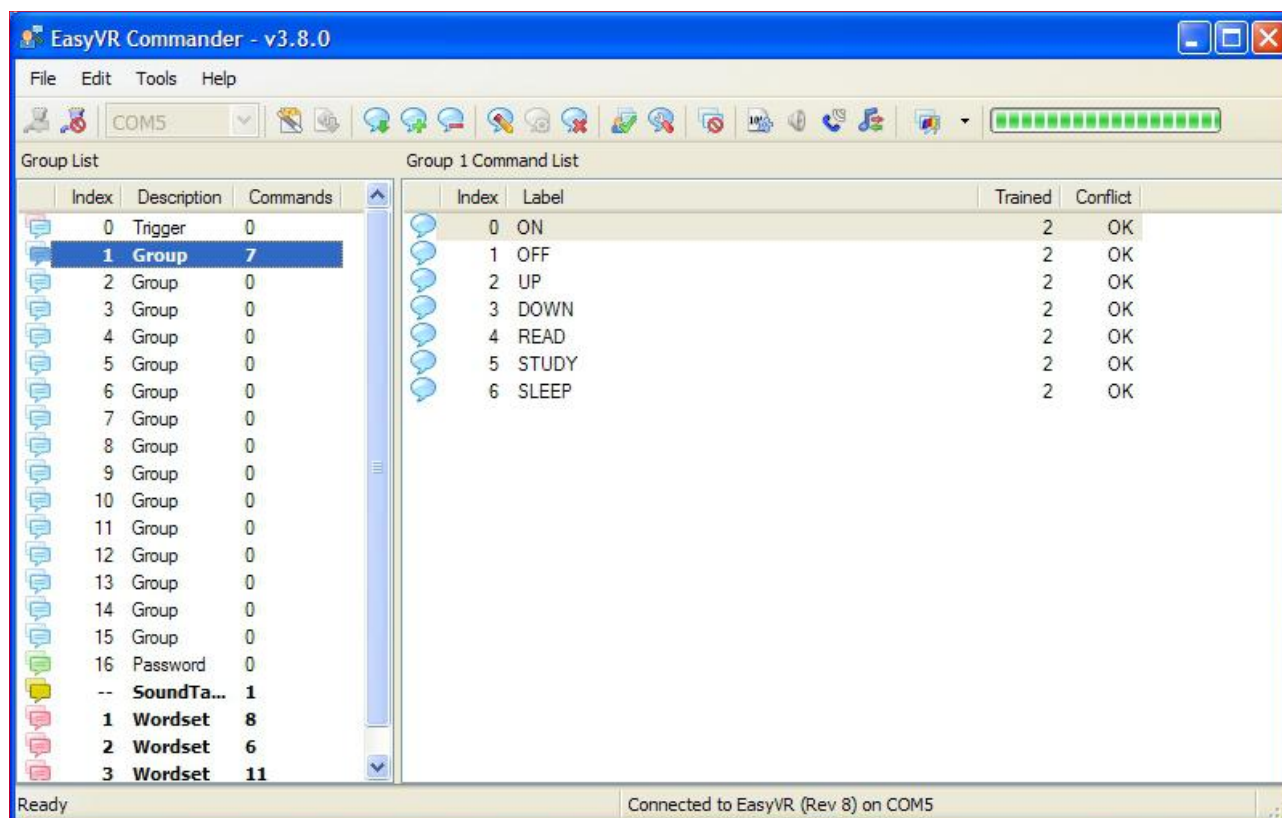 EasyVR Commander - v3.8.0
File Edit Tools Help
COM5
Group List
Group 1 Command List
Index Description Commands
Index Label Trained Conflict
0 Trigger 0
0 ON 2 OK
1 Group 7
1 OFF 2 OK
2 Group 0
2 UP 2 OK
3 Group 0
3 DOWN 2 OK
4 Group 0
4 READ 2 OK
5 Group 0
5 STUDY 2 OK
6 Group 0
6 SLEEP 2 OK
7 Group 0
8 Group 0
9 Group 0
10 Group 0
11 Group 0
12 Group 0
13 Group 0
14 Group 0
15 Group 0
16 Password 0
-- SoundTa... 1
1 Wordset 8
2 Wordset 6
3 Wordset 11
Ready
Connected to EasyVR (Rev 8) on COM5